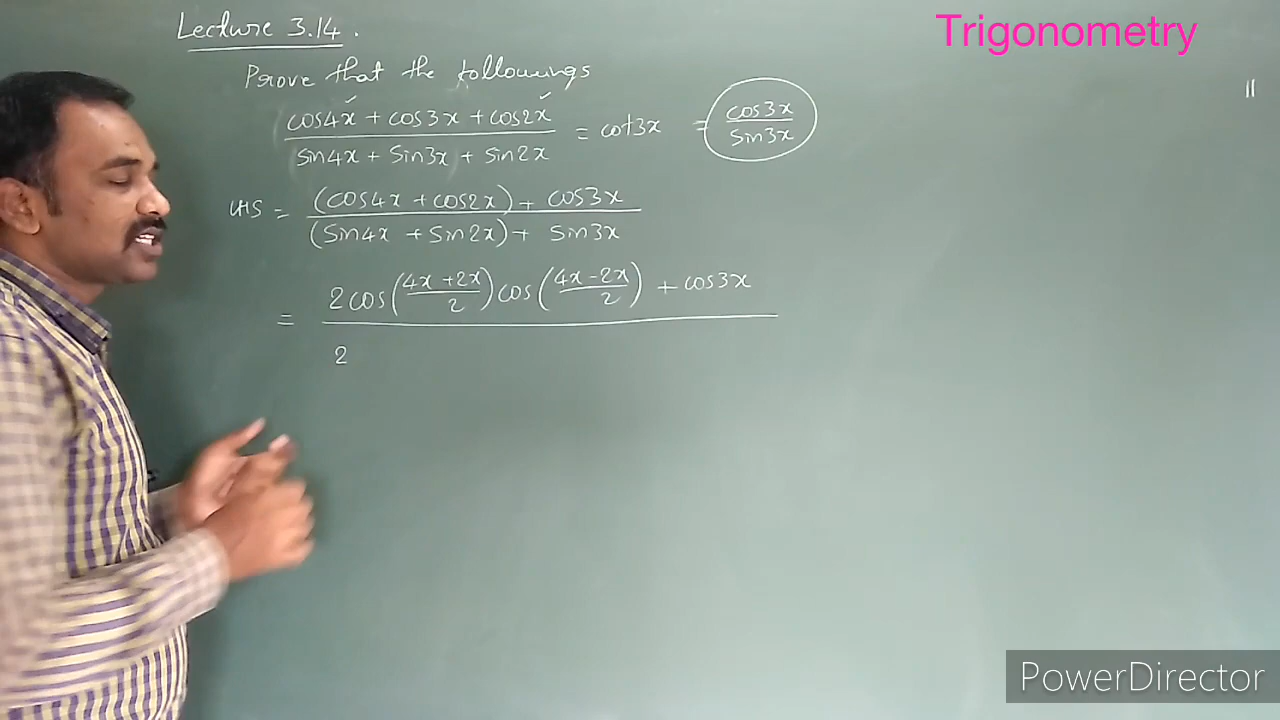 Lecture 3.14.
Trigonometry
Prove that the followings
cos4x + cos3x + cos2x / sin4x + sin3x + sin2x = cot3x = cos3x / sin3x
LHS = (cos4x + cos2x) + cos3x / (sin4x + sin2x) + sin3x
= 2cos(4x+2x / 2)cos(4x-2x / 2) + cos3x
2
PowerDirector